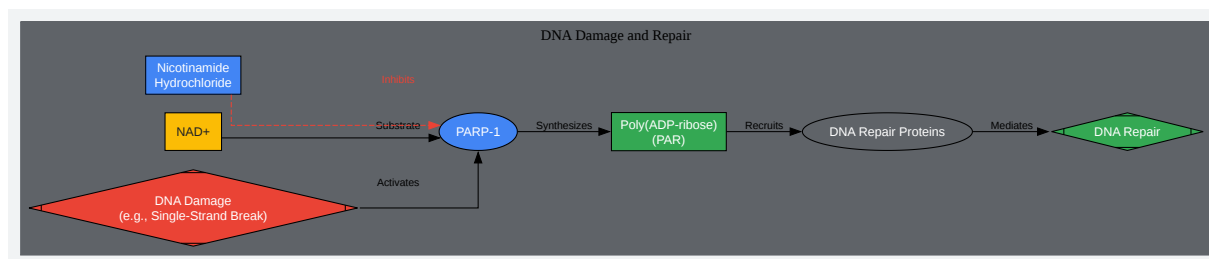 DNA Damage and Repair
Nicotinamide
Hydrochloride
Inhibits
NAD+
Substrate
PARP-1
Synthesizes
Poly(ADP-ribose)
(PAR)
Recruits
DNA Repair Proteins
Mediates
DNA Repair
DNA Damage
(e.g., Single-Strand Break)
Activates